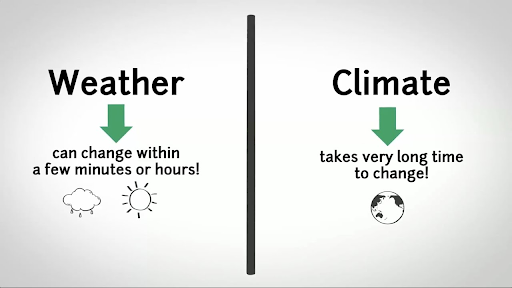 Weather
can change within
a few minutes or hours!
Climate
takes very long time
to change!